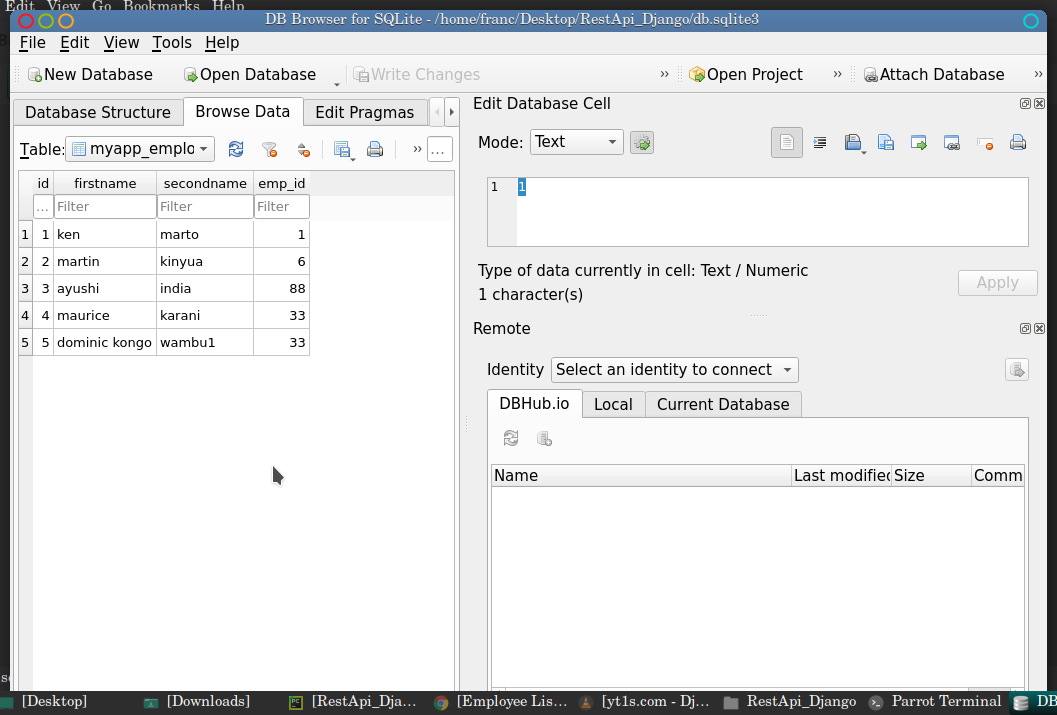 Edit View Go Bookmarks Help
DB Browser for SQLite - /home/franc/Desktop/RestApi_Django/db.sqlite3
File Edit View Tools Help
New Database Open Database Write Changes » Open Project » Attach Database »
Database Structure Browse Data Edit Pragmas
Table: myapp_emplo » ...
id firstname secondname emp_id
... Filter Filter Filter
1 1 ken marto 1
2 2 martin kinyua 6
3 3 ayushi india 88
4 4 maurice karani 33
5 5 dominic kongo wambu1 33
Edit Database Cell
Mode: Text
1 1
Type of data currently in cell: Text / Numeric
1 character(s)
Apply
Remote
Identity Select an identity to connect
DBHub.io Local Current Database
Name Last modified Size Comm
[Desktop] [Downloads] [RestApi_Dja... [Employee Lis... [yt1s.com - Dj... RestApi_Django Parrot Terminal DB